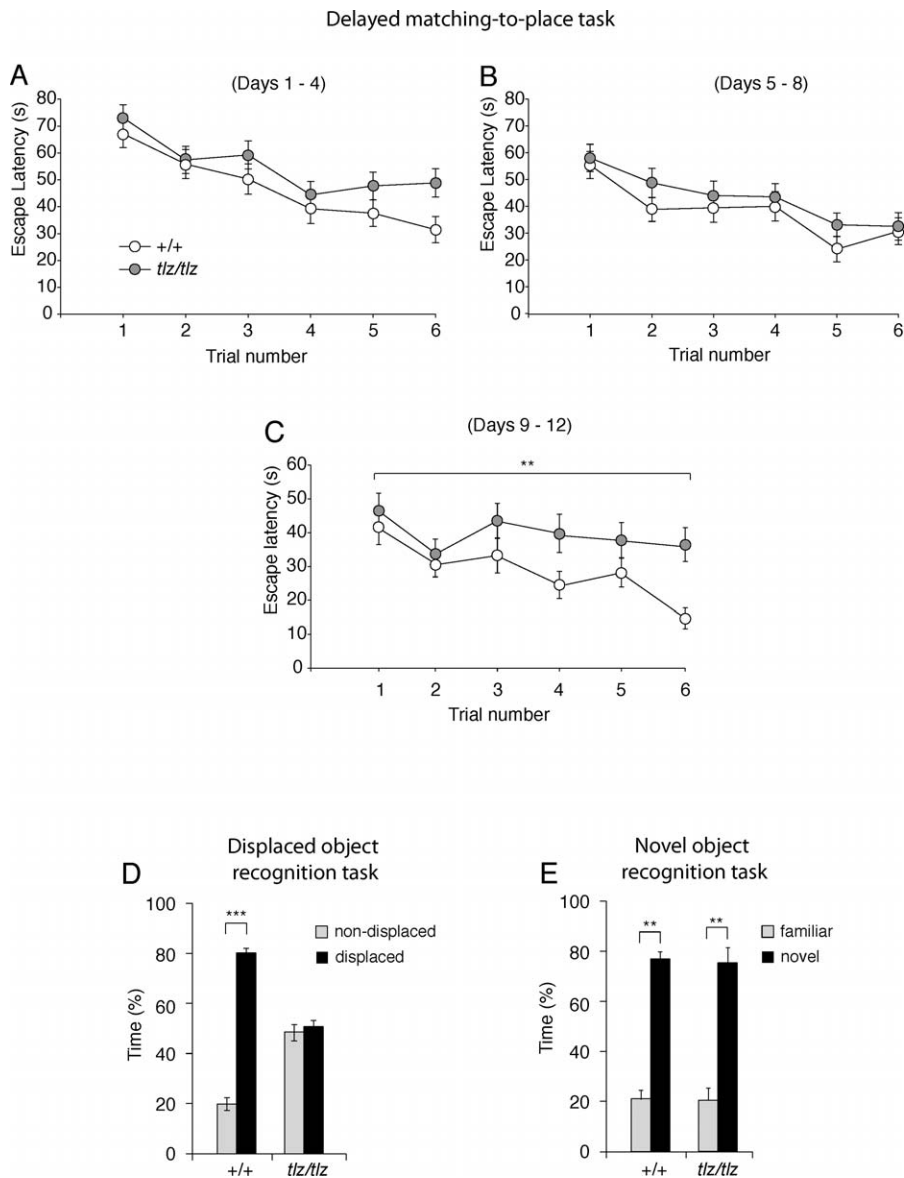 Delayed matching-to-place task
A
(Days 1 - 4)
Escape Latency (s)
80
70
60
50
40
30
20
10
0
+/+
tlz/tlz
1 2 3 4 5 6
Trial number
B
(Days 5 - 8)
Escape Latency (s)
80
70
60
50
40
30
20
10
0
1 2 3 4 5 6
Trial number
C
(Days 9 - 12)
**
Escape latency (s)
60
50
40
30
20
10
0
1 2 3 4 5 6
Trial number
D
Displaced object
recognition task
Time (%)
100
80
60
40
20
0
***
non-displaced
displaced
+/+ tlz/tlz
E
Novel object
recognition task
Time (%)
100
80
60
40
20
0
** **
familiar
novel
+/+ tlz/tlz